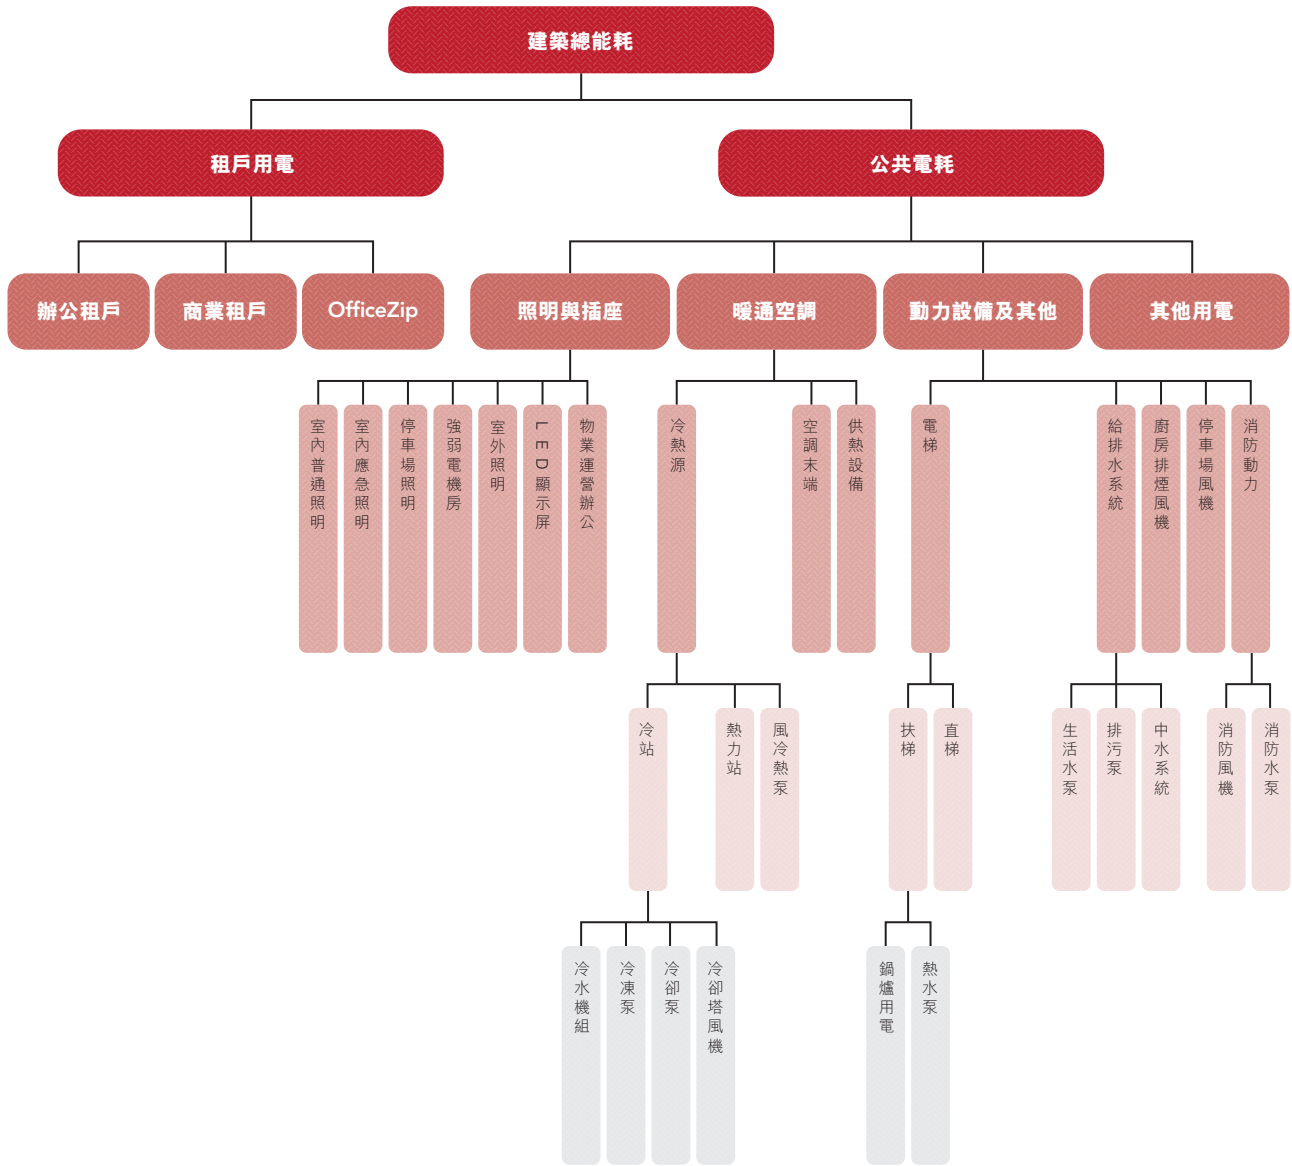 建築總能耗
租戶用電
公共電耗
辦公租戶
商業租戶
OfficeZip
照明與插座
暖通空調
動力設備及其他
其他用電
室內普通照明
室內應急照明
停車場照明
強弱電機房
室外照明
LED顯示屏
物業運營辦公
冷熱源
空調末端
供熱設備
電梯
給排水系統
廚房排煙風機
停車場風機
消防動力
冷站
熱力站
風冷熱泵
扶梯
直梯
生活水泵
排污泵
中水系統
消防風機
消防水泵
冷水機組
冷凍泵
冷卻泵
冷卻塔風機
鍋爐用電
熱水泵